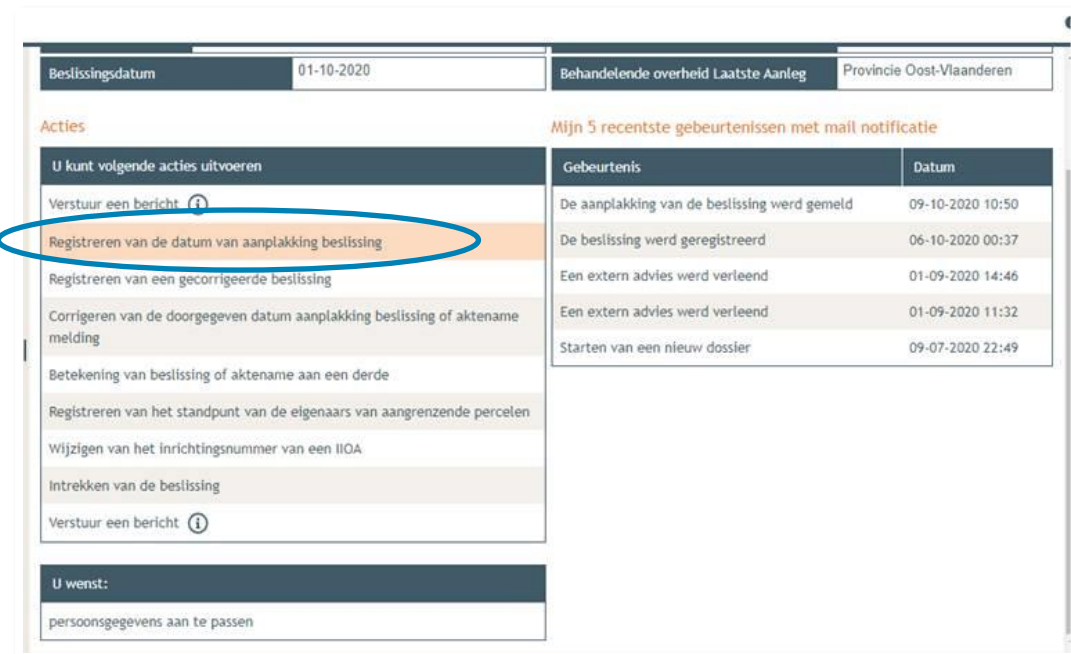 Beslissingsdatum
01-10-2020
Behandelende overheid Laatste Aanleg
Provincie Oost-Vlaanderen
Acties
U kunt volgende acties uitvoeren
Verstuur een bericht
Registreren van de datum van aanplakking beslissing
Registreren van een gecorrigeerde beslissing
Corrigeren van de doorgegeven datum aanplakking beslissing of aktename
melding
Betekening van beslissing of aktename aan een derde
Registreren van het standpunt van de eigenaars van aangrenzende percelen
Wijzigen van het inrichtingsnummer van een IIOA
Intrekken van de beslissing
Verstuur een bericht
U wenst:
persoonsgegevens aan te passen
Mijn 5 recentste gebeurtenissen met mail notificatie
Gebeurtenis Datum
De aanplakking van de beslissing werd gemeld 09-10-2020 10:50
De beslissing werd geregistreerd 06-10-2020 00:37
Een extern advies werd verleend 01-09-2020 14:46
Een extern advies werd verleend 01-09-2020 11:32
Starten van een nieuw dossier 09-07-2020 22:49